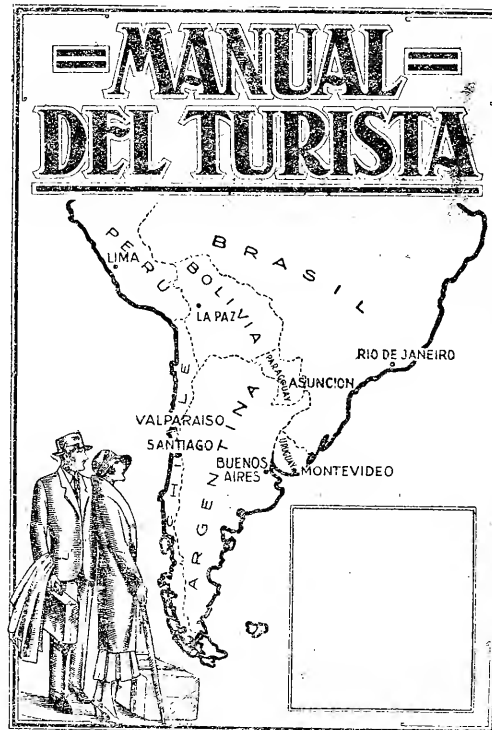 MANUAL
DEL TURISTA
BRASIL
PERÚ
LIMA
BOLIVIA
LA PAZ
RIO DE JANEIRO
PARAGUAY
ASUNCION
CHILE
VALPARAISO
SANTIAGO
ARGENTINA
URUGUAY
BUENOS
AIRES
MONTEVIDEO